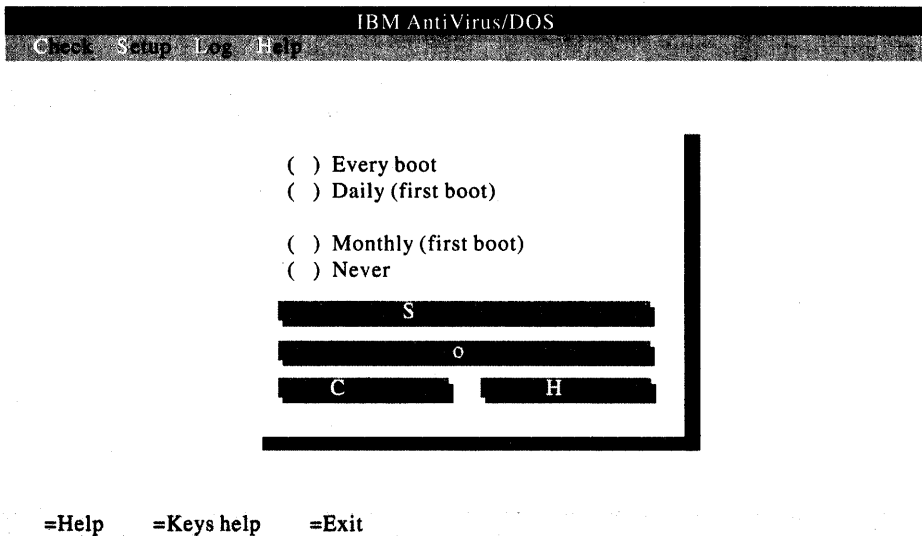 IBM AntiVirus/DOS
Check Setup Log Help
( ) Every boot
( ) Daily (first boot)
( ) Monthly (first boot)
( ) Never
S
o
C H
=Help =Keys help =Exit